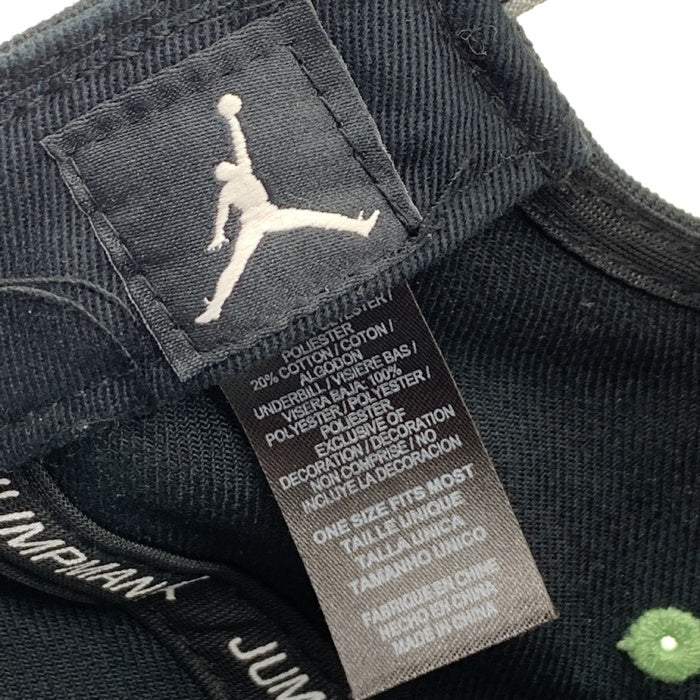 POLYESTER/
POLIESTER
20% COTTON / COTON /
ALGODON
UNDERBILL / VISIERE BAS /
VISERA BAJA: 100%
POLYESTER / POLYESTER /
POLIESTER
EXCLUSIVE OF
DECORATION / DECORATION
NON COMPRISE / NO
INCLUYE LA DECORACION
ONE SIZE FITS MOST
TAILLE UNIQUE
TALLA UNICA
TAMANHO UNICO
FABRIQUE EN CHINE
HECHO EN CHINA
MADE IN CHINA
JUMPMAN
JUM